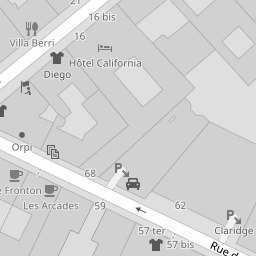 21
16 bis
Villa Berri
Hôtel California
Diego
Orpi
68
P
Fronton
Les Arcades
59
62
P
57 ter
Claridge
57 bis
Rue d